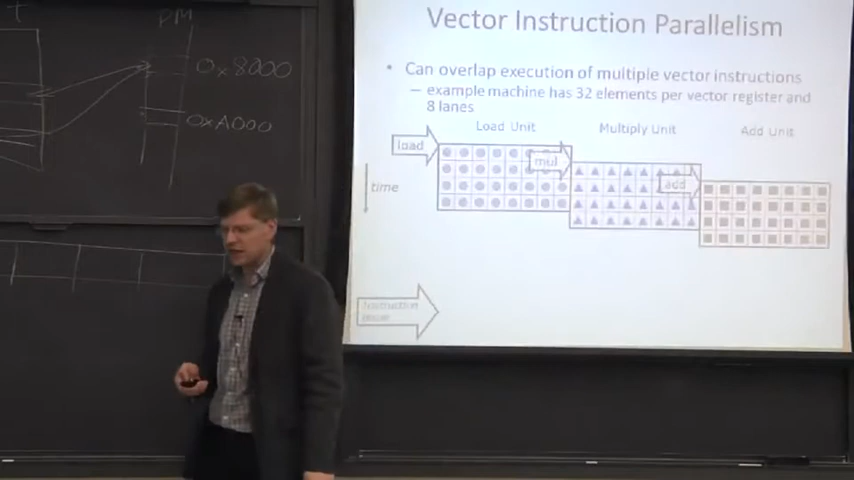 PM
0x8000
0xA000
Vector Instruction Parallelism
• Can overlap execution of multiple vector instructions
– example machine has 32 elements per vector register and
8 lanes
Load Unit
Multiply Unit
Add Unit
load
mul
add
time
Instruction
issue